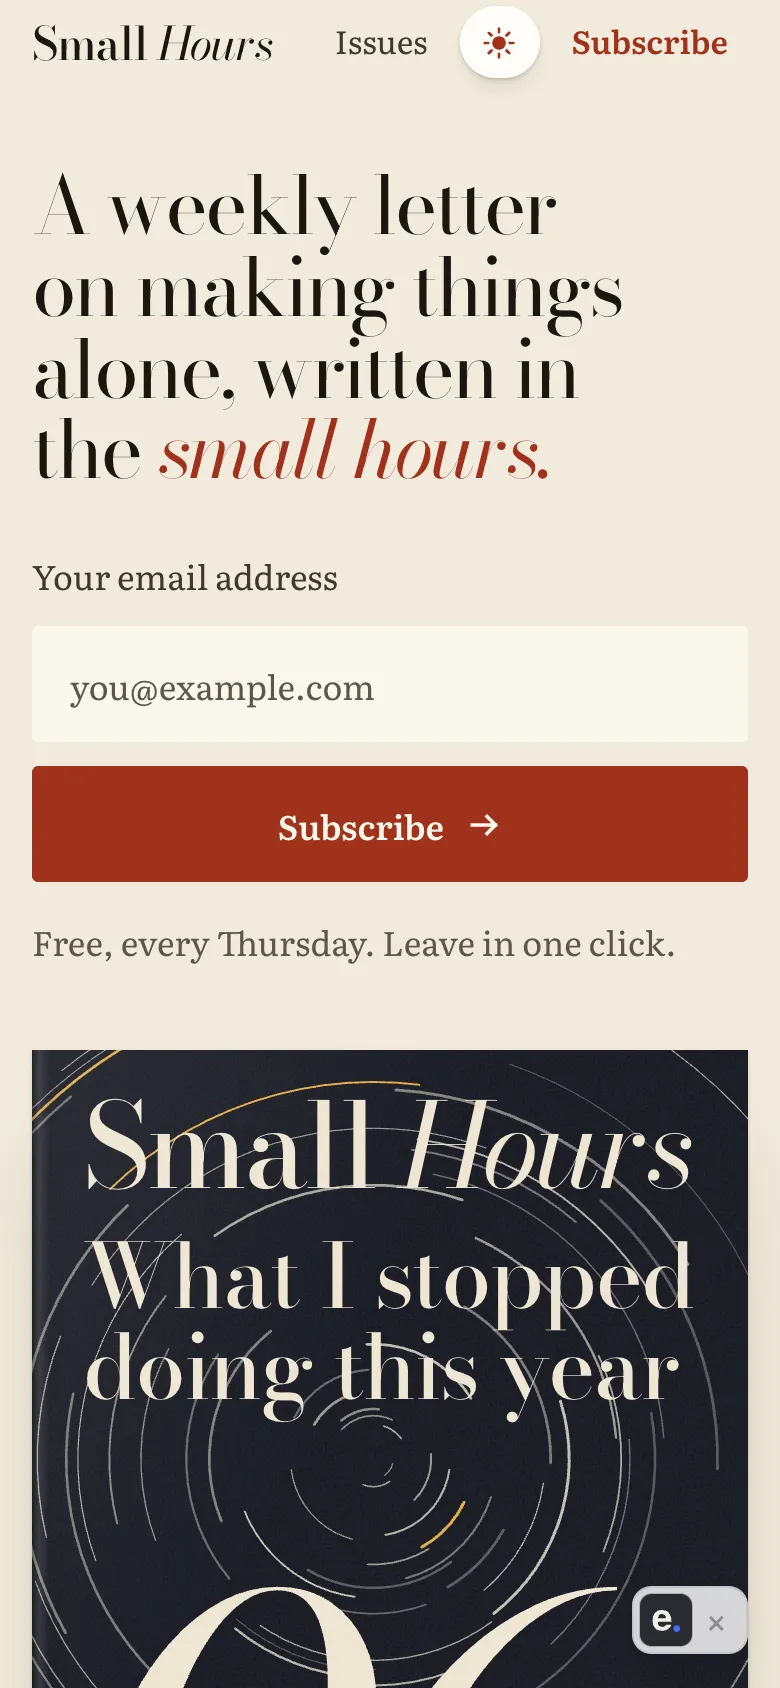 Small Hours
Issues
Subscribe
A weekly letter
on making things
alone, written in
the small hours.
Your email address
you@example.com
Subscribe →
Free, every Thursday. Leave in one click.
Small Hours
What I stopped
doing this year
e.
×